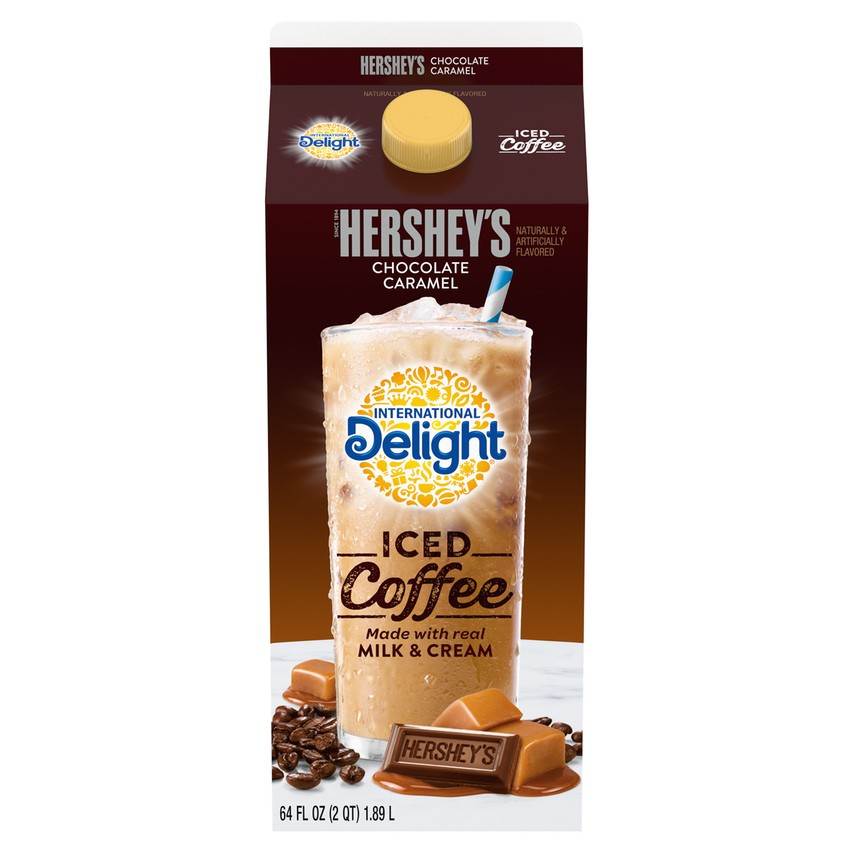 HERSHEY'S CHOCOLATE CARAMEL
NATURALLY & FLAVORED
INTERNATIONAL
Delight
ICED
Coffee
SINCE 1894
HERSHEY'S
NATURALLY &
ARTIFICIALLY
FLAVORED
CHOCOLATE
CARAMEL
INTERNATIONAL
Delight
ICED
Coffee
Made with real
MILK & CREAM
HERSHEY'S
64 FL OZ (2 QT) 1.89 L